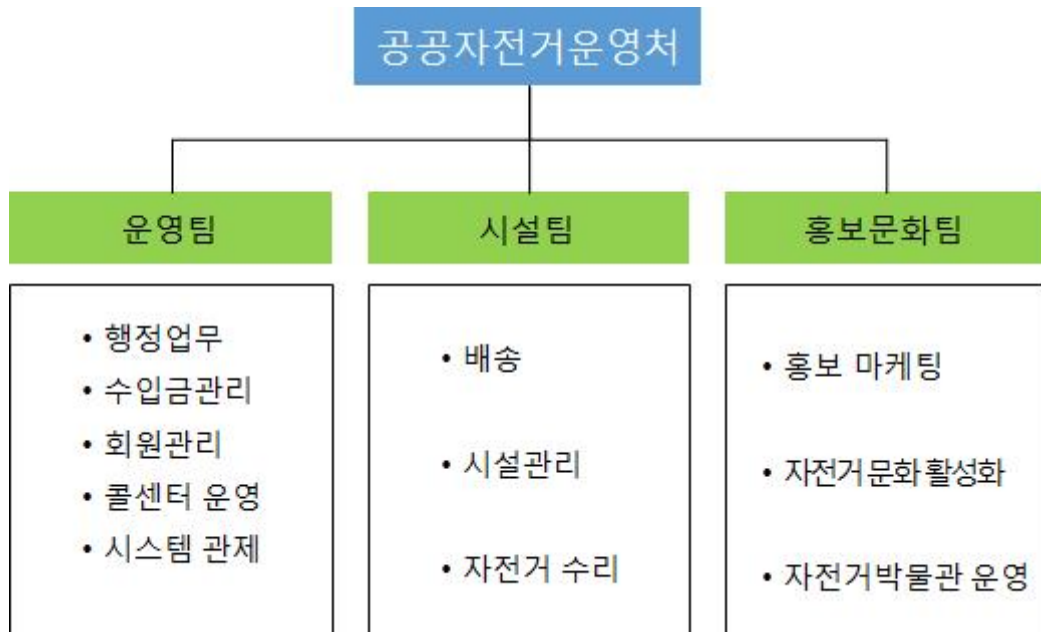 공공자전거운영처
운영팀
• 행정업무
• 수입금관리
• 회원관리
• 콜센터 운영
• 시스템 관제
시설팀
• 배송
• 시설관리
• 자전거 수리
홍보문화팀
• 홍보 마케팅
• 자전거 문화 활성화
• 자전거박물관 운영